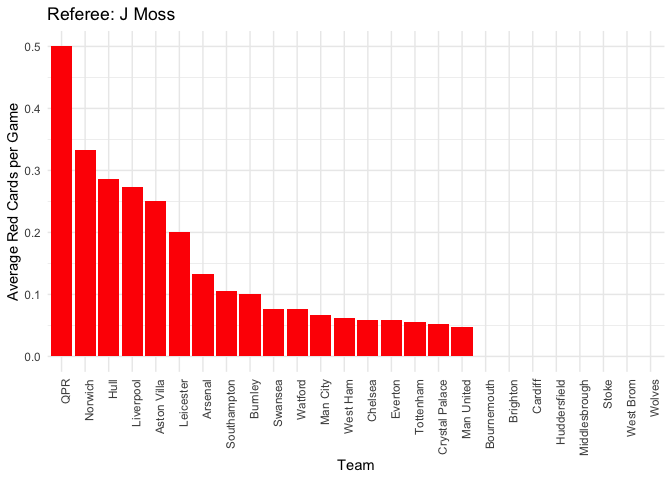 Referee: J Moss
Average Red Cards per Game
0.5
0.4
0.3
0.2
0.1
0.0
QPR
Norwich
Hull
Liverpool
Aston Villa
Leicester
Arsenal
Southampton
Burnley
Swansea
Watford
Man City
West Ham
Chelsea
Everton
Tottenham
Crystal Palace
Man United
Bournemouth
Brighton
Cardiff
Huddersfield
Middlesbrough
Stoke
West Brom
Wolves
Team